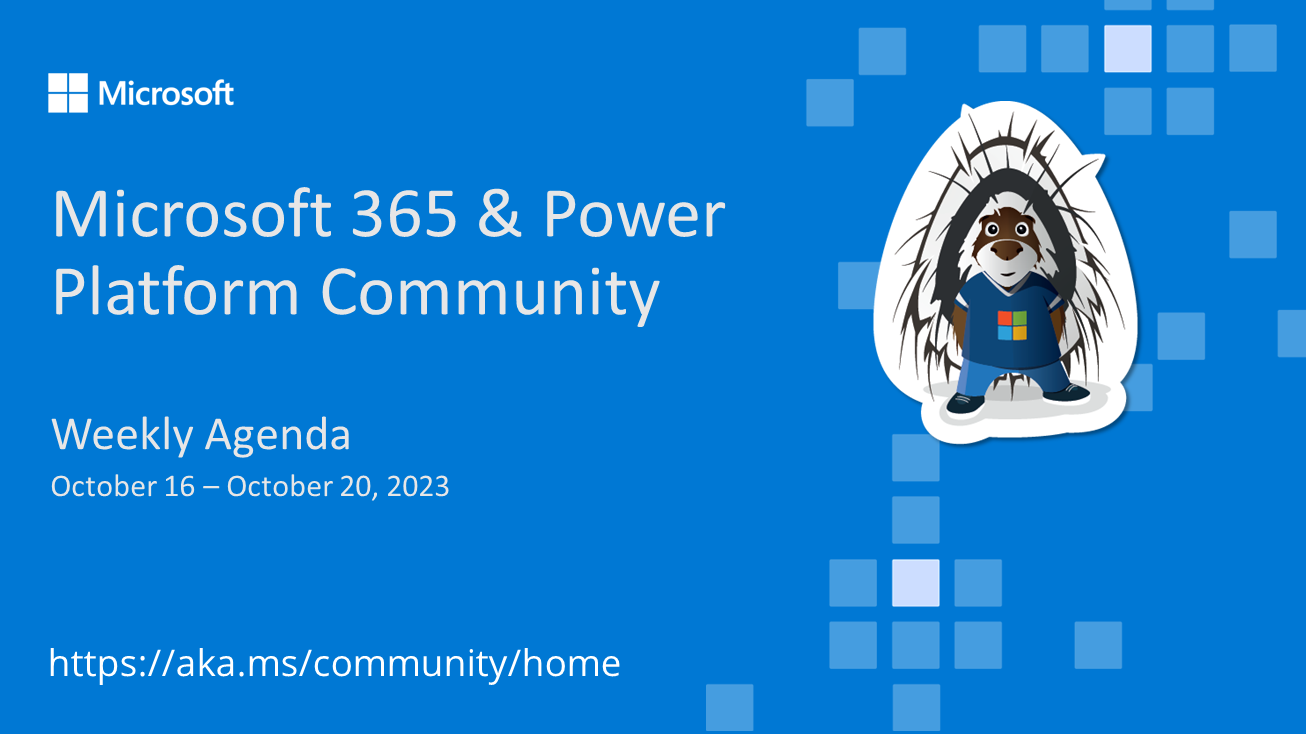 Microsoft
Microsoft 365 & Power
Platform Community
Weekly Agenda
October 16 – October 20, 2023
https://aka.ms/community/home